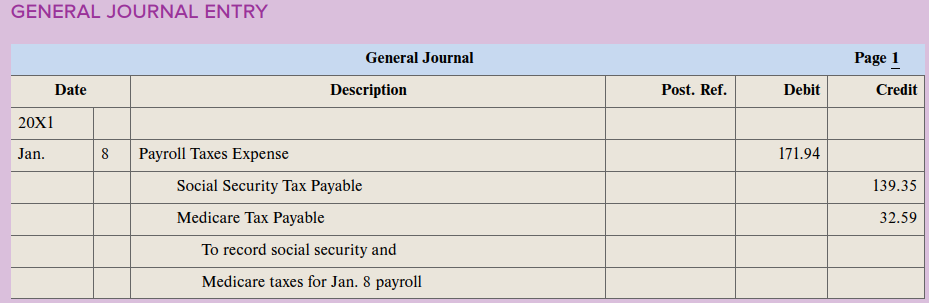 GENERAL JOURNAL ENTRY
General Journal Page 1
Date Description Post. Ref. Debit Credit
20X1
Jan. 8 Payroll Taxes Expense 171.94
Social Security Tax Payable 139.35
Medicare Tax Payable 32.59
To record social security and
Medicare taxes for Jan. 8 payroll